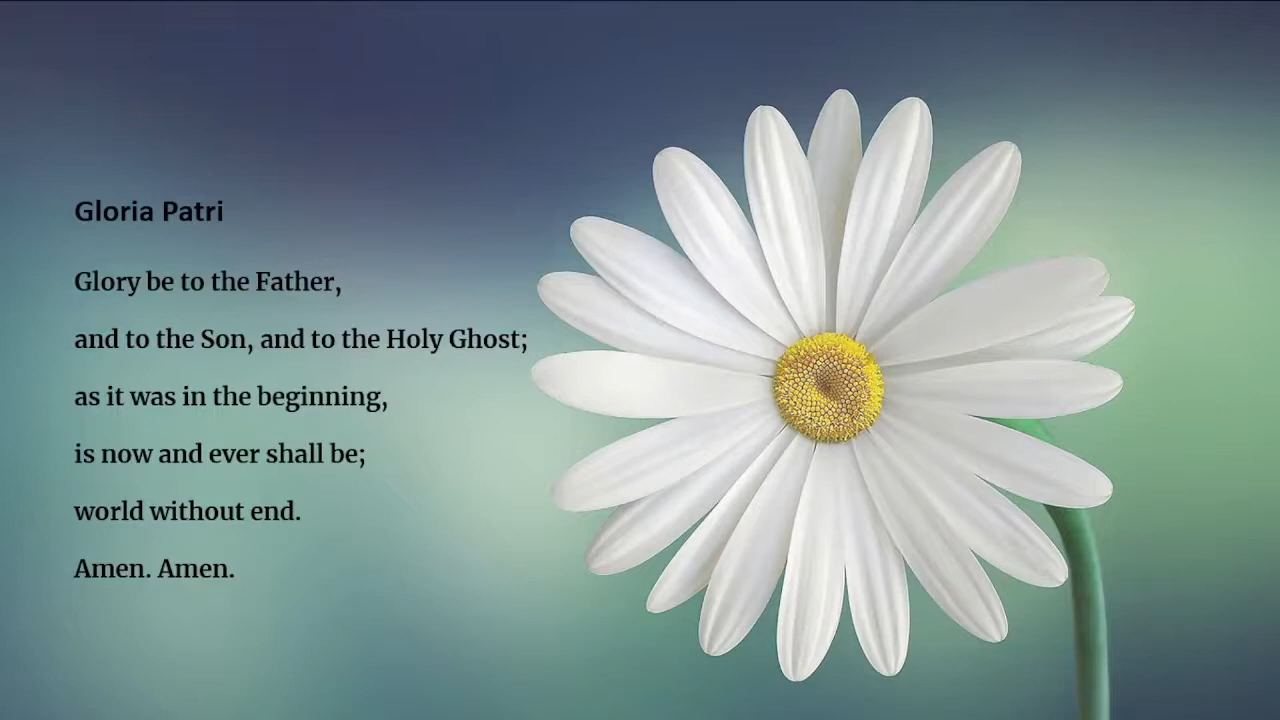 Gloria Patri
Glory be to the Father,
and to the Son, and to the Holy Ghost;
as it was in the beginning,
is now and ever shall be;
world without end.
Amen. Amen.